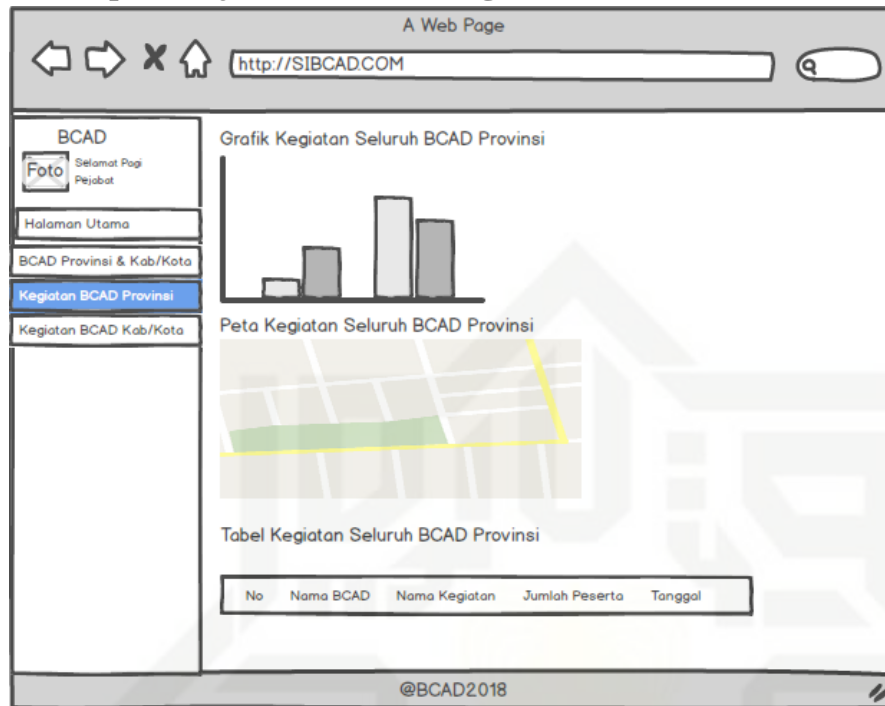 A Web Page
http://SIBCAD.COM
BCAD
Foto
Selamat Pagi
Pejabat
Halaman Utama
BCAD Provinsi & Kab/Kota
Kegiatan BCAD Provinsi
Kegiatan BCAD Kab/Kota
Grafik Kegiatan Seluruh BCAD Provinsi
Peta Kegiatan Seluruh BCAD Provinsi
Tabel Kegiatan Seluruh BCAD Provinsi
No Nama BCAD Nama Kegiatan Jumlah Peserta Tanggal
@BCAD2018